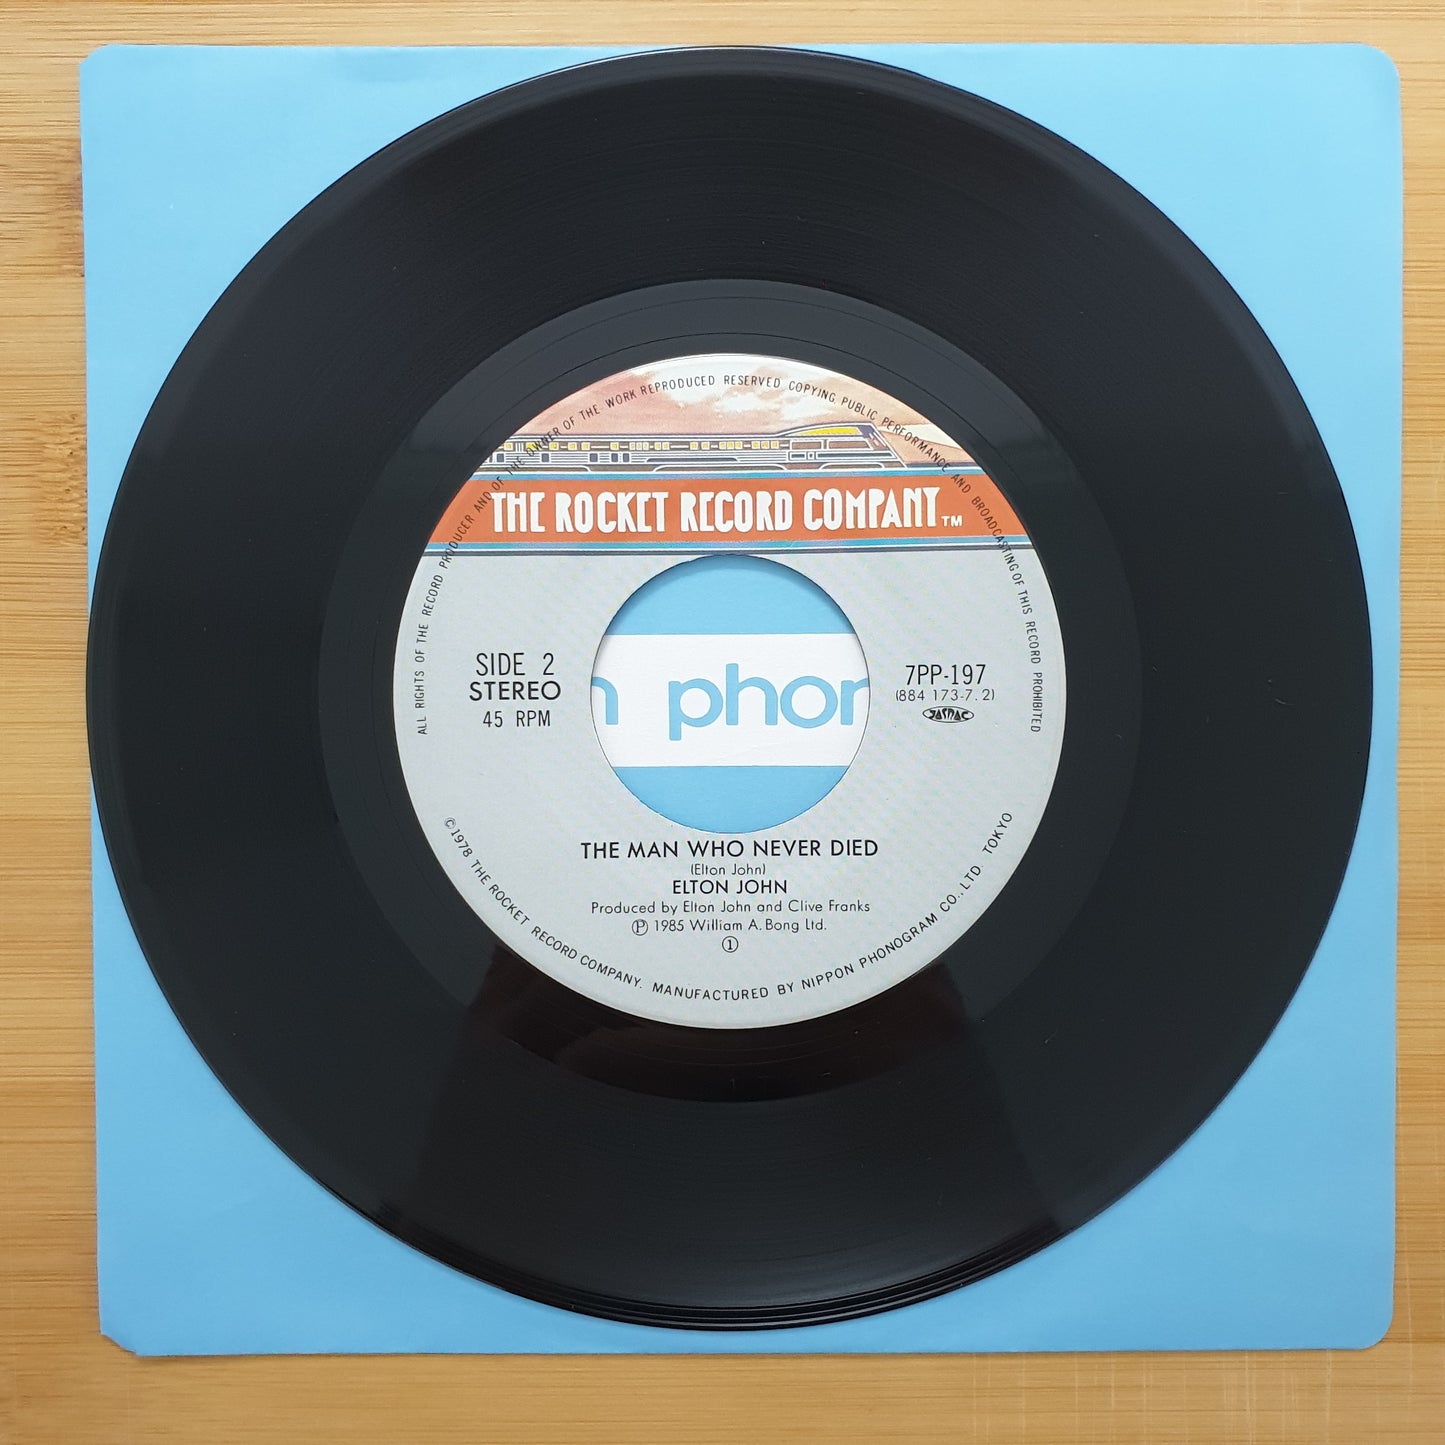 ALL RIGHTS OF THE RECORD PRODUCER AND OF THE OWNER OF THE WORK REPRODUCED RESERVED COPYING, PUBLIC PERFORMANCE AND BROADCASTING OF THIS RECORD PROHIBITED
THE ROCKET RECORD COMPANY™
SIDE 2
STEREO
45 RPM
n phon
7PP-197
(884 173-7. 2)
JASRAC
THE MAN WHO NEVER DIED
(Elton John)
ELTON JOHN
Produced by Elton John and Clive Franks
Ⓟ 1985 William A. Bong Ltd.
①
©1978 THE ROCKET RECORD COMPANY. MANUFACTURED BY NIPPON PHONOGRAM CO., LTD. TOKYO